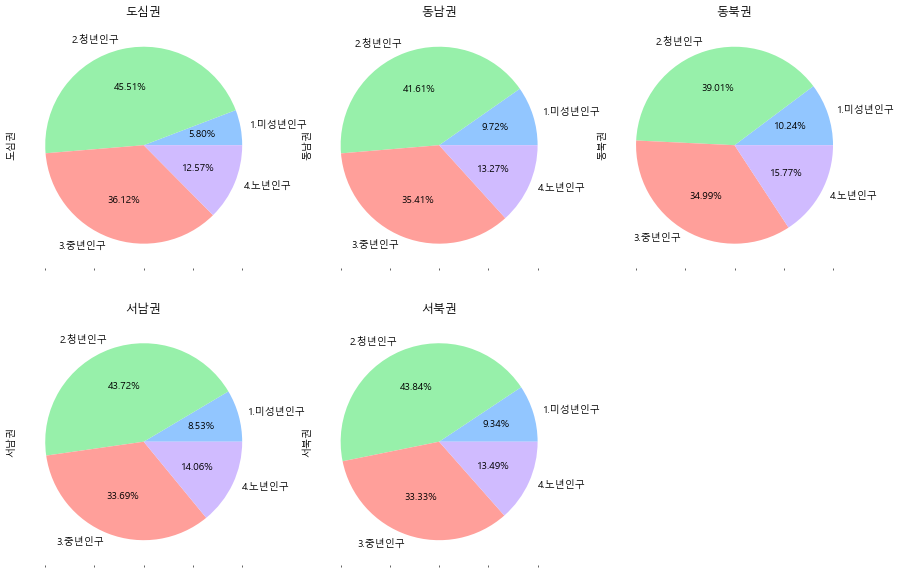 도심권
2.청년인구
45.51%
1.미성년인구
5.80%
도심권
12.57%
4.노년인구
36.12%
3.중년인구
동남권
2.청년인구
41.61%
1.미성년인구
9.72%
동남권
13.27%
4.노년인구
35.41%
3.중년인구
동북권
2.청년인구
39.01%
1.미성년인구
10.24%
동북권
15.77%
4.노년인구
34.99%
3.중년인구
서남권
2.청년인구
43.72%
1.미성년인구
8.53%
서남권
14.06%
4.노년인구
33.69%
3.중년인구
서북권
2.청년인구
43.84%
1.미성년인구
9.34%
서북권
13.49%
4.노년인구
33.33%
3.중년인구